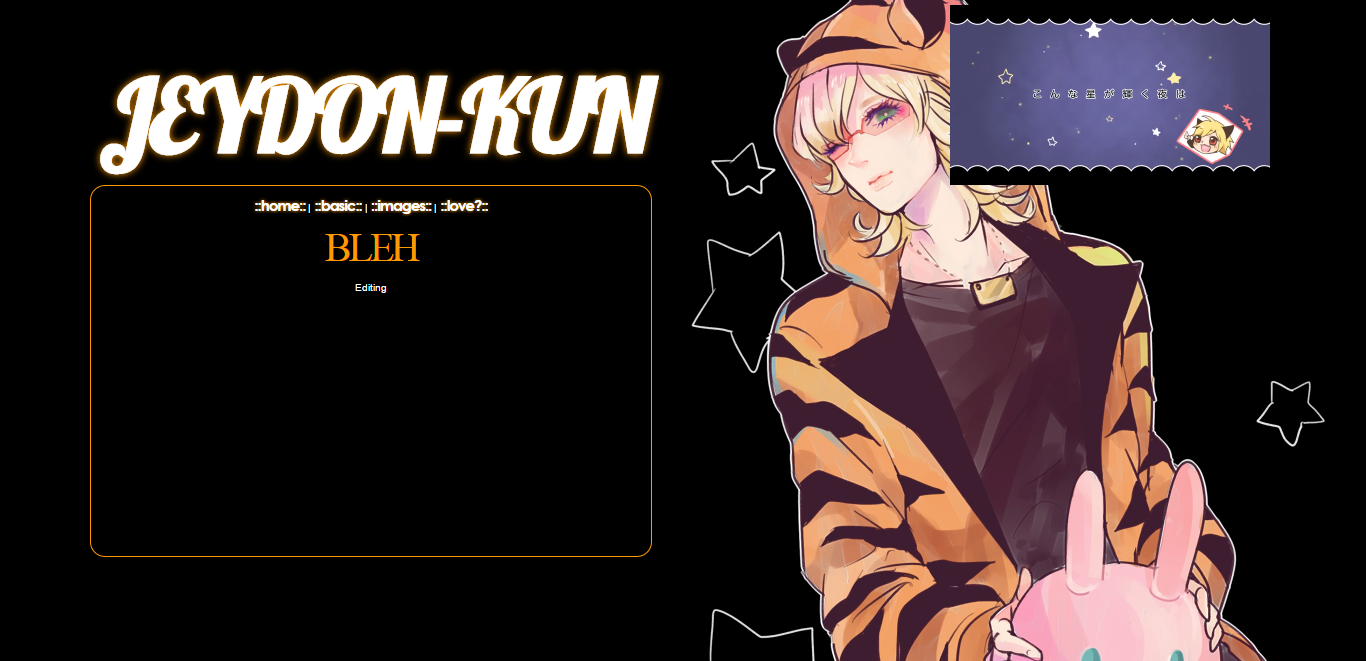 JEYDON-KUN
こんな星が輝く夜は
::home:: | ::basic:: | ::images:: | ::love?::
BLEH
Editing